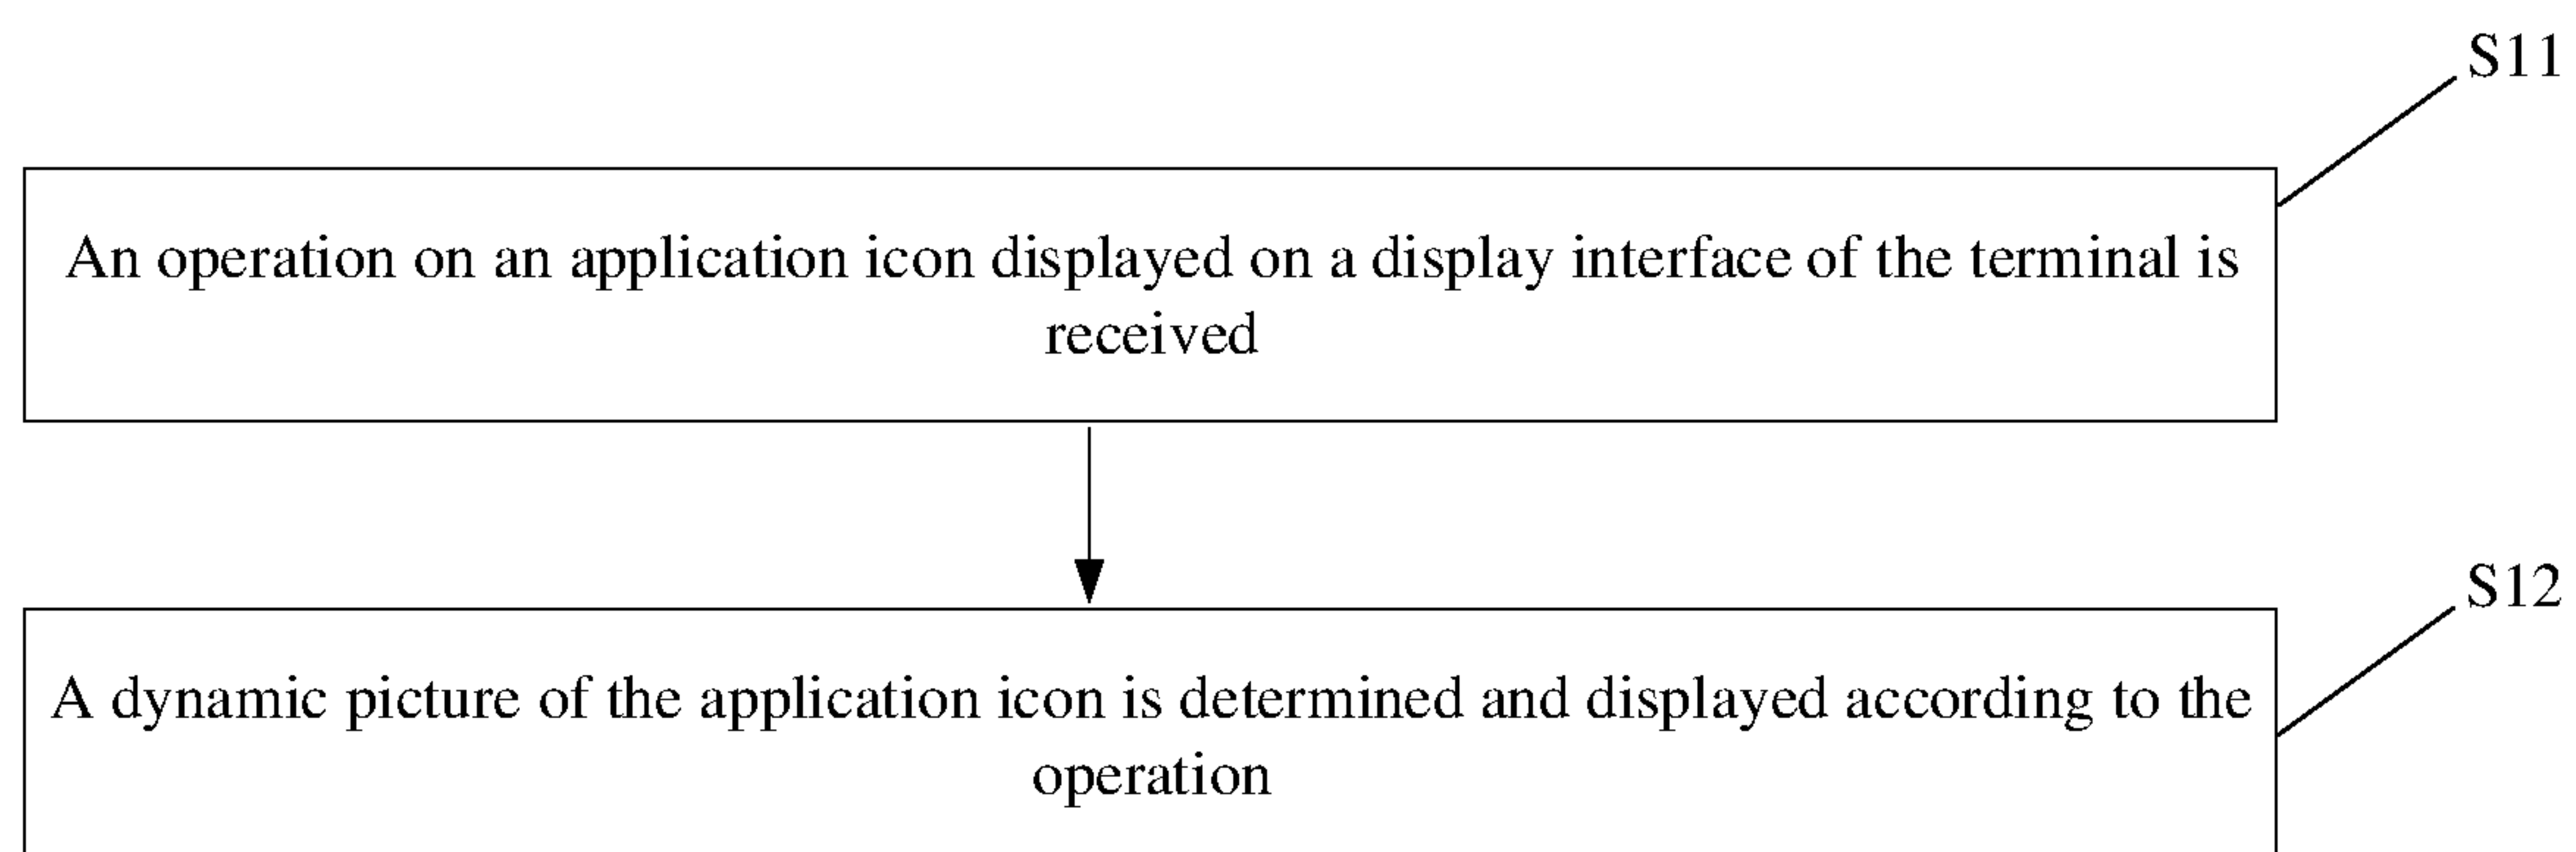 S11
An operation on an application icon displayed on a display interface of the terminal is
received
S12
A dynamic picture of the application icon is determined and displayed according to the
operation